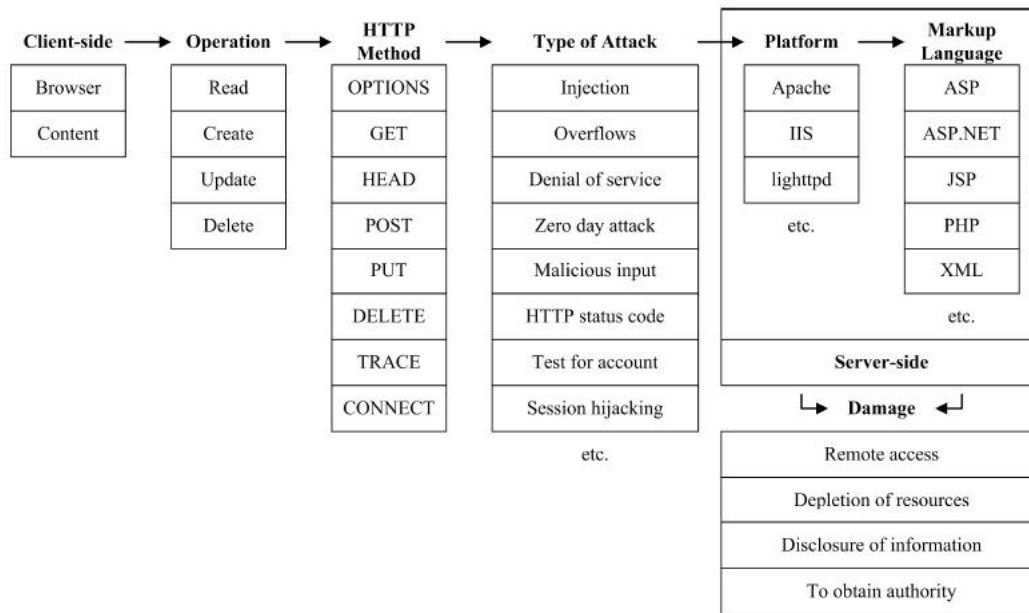 Client-side
Operation
HTTP
Method
Type of Attack
Platform
Markup
Language
Browser
Content
Read
Create
Update
Delete
OPTIONS
GET
HEAD
POST
PUT
DELETE
TRACE
CONNECT
Injection
Overflows
Denial of service
Zero day attack
Malicious input
HTTP status code
Test for account
Session hijacking
etc.
Apache
IIS
lighttpd
etc.
ASP
ASP.NET
JSP
PHP
XML
etc.
Server-side
Damage
Remote access
Depletion of resources
Disclosure of information
To obtain authority